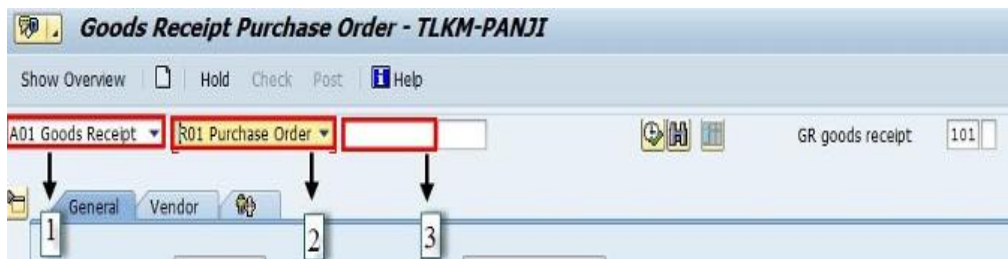 Goods Receipt Purchase Order - TLKM-PANJI
Show Overview Hold Check Post Help
A01 Goods Receipt R01 Purchase Order GR goods receipt 101
General Vendor
1 2 3